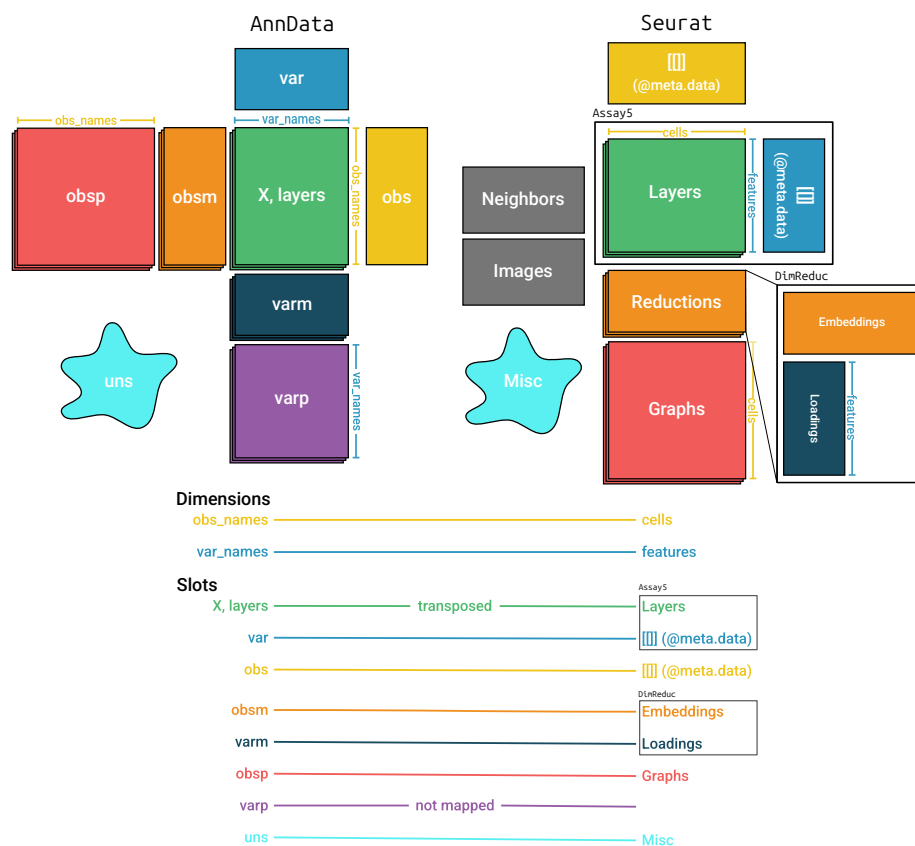 AnnData
Seurat
var
[[]]
(@meta.data)
Assay5
obs_names
var_names
cells
obsp
obsm
X, layers
obs_names
obs
Neighbors
Layers
features
[[]]
(@meta.data)
Images
varm
Reductions
DimReduc
Embeddings
uns
varp
var_names
Misc
Graphs
cells
Loadings
features
Dimensions
obs_names cells
var_names features
Slots
Assay5
X, layers transposed Layers
var [[]] (@meta.data)
obs [[]] (@meta.data)
DimReduc
obsm Embeddings
varm Loadings
obsp Graphs
varp not mapped
uns Misc